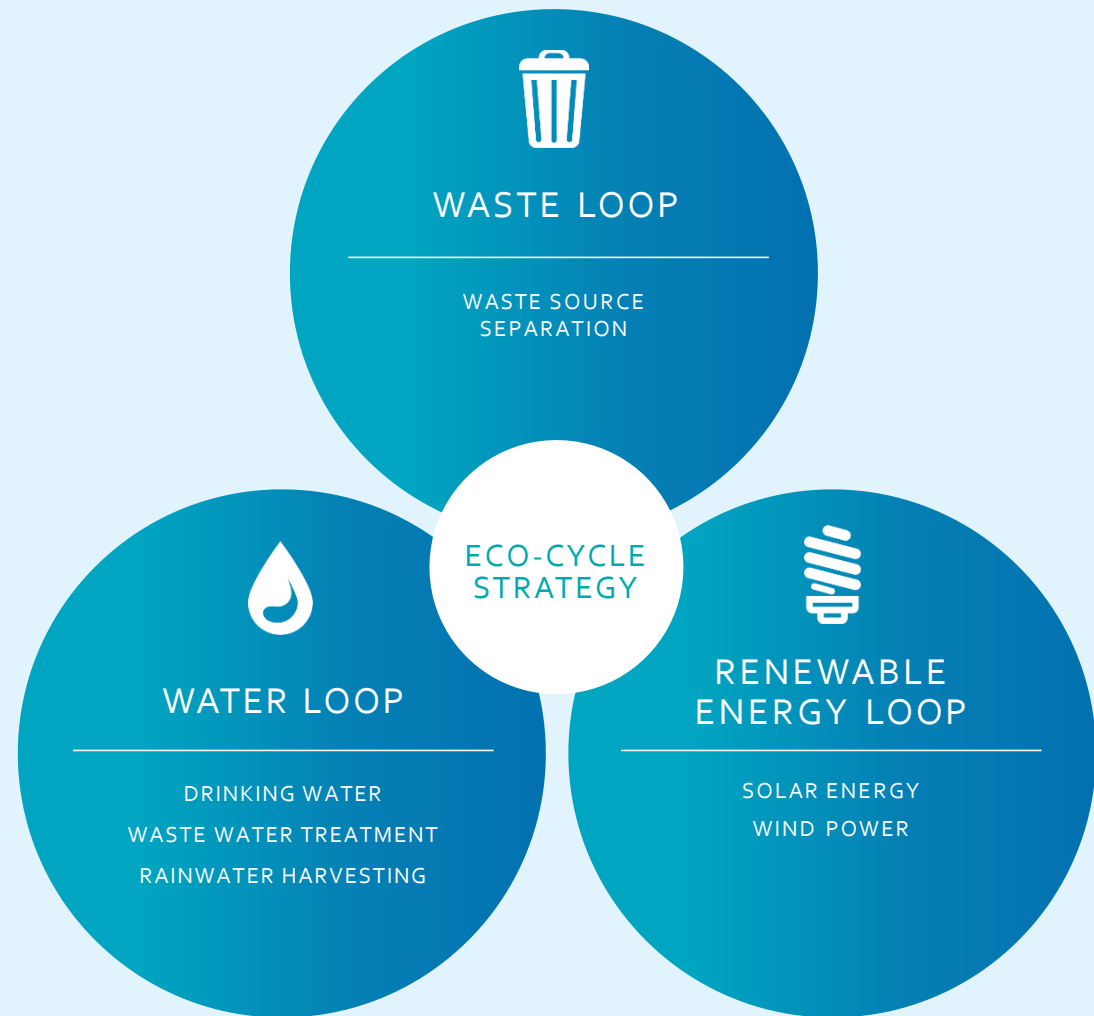 WASTE LOOP
WASTE SOURCE
SEPARATION
ECO-CYCLE
STRATEGY
WATER LOOP
DRINKING WATER
WASTE WATER TREATMENT
RAINWATER HARVESTING
RENEWABLE
ENERGY LOOP
SOLAR ENERGY
WIND POWER